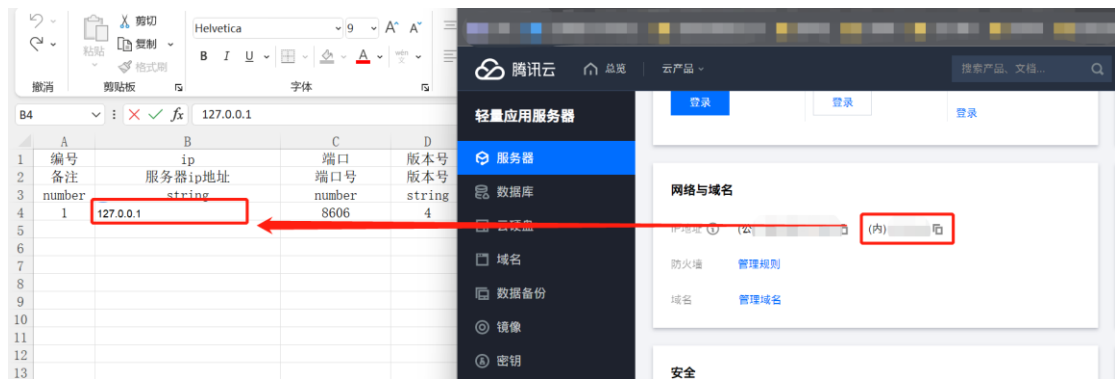 剪切
复制
粘贴
格式刷
Helvetica
9
A^ A˅
B I U
A
wén
撤消
剪贴板
字体
B4
fx 127.0.0.1
A B C D
1 编号 ip 端口 版本号
2 备注 服务器ip地址 端口号 版本号
3 number string number string
4 1 127.0.0.1 8606 4
5
6
7
8
9
10
11
12
13
腾讯云 总览 云产品
搜索产品、文档...
轻量应用服务器
服务器
数据库
云硬盘
域名
数据备份
镜像
密钥
登录 登录 登录
网络与域名
IP地址 (公) (内)
防火墙 管理规则
域名 管理域名
安全